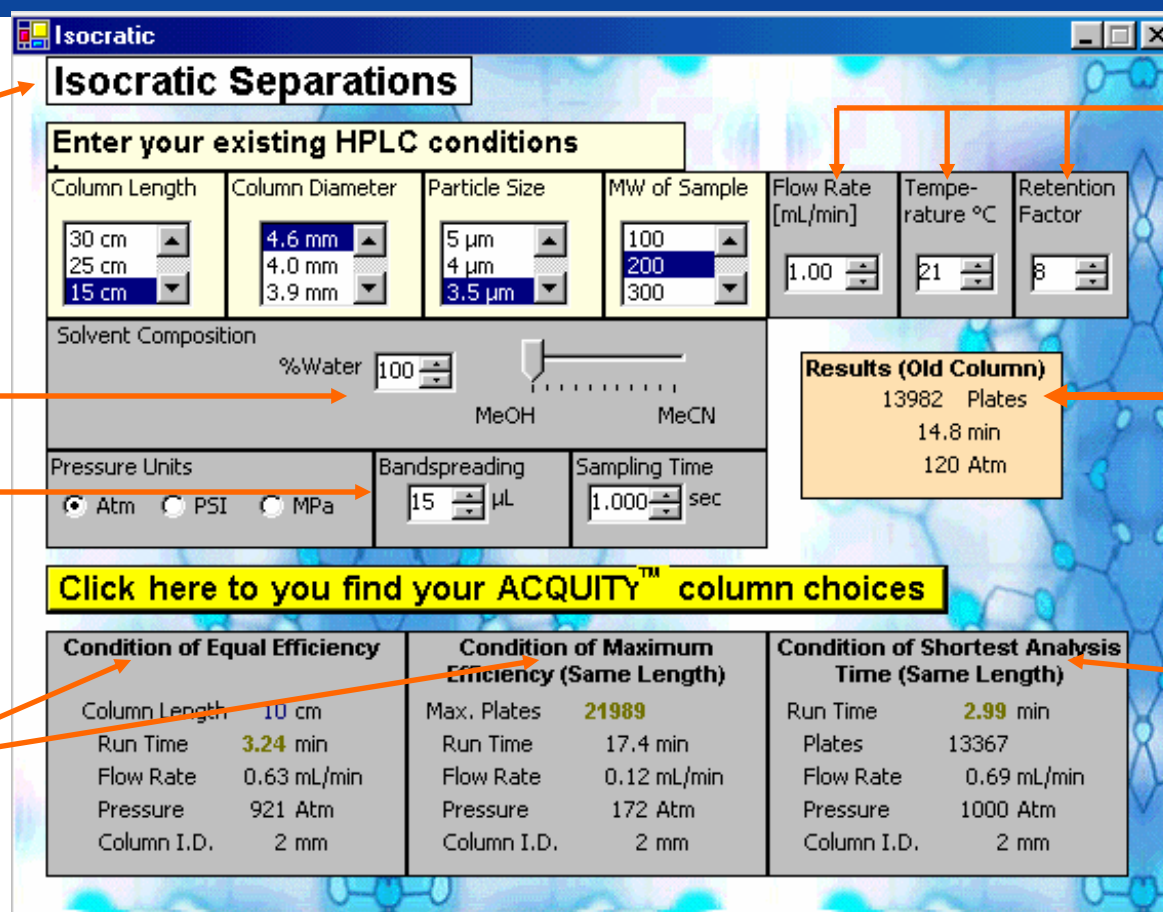 Isocratic
Isocratic Separations
Enter your existing HPLC conditions
Column Length
30 cm
25 cm
15 cm
Column Diameter
4.6 mm
4.0 mm
3.9 mm
Particle Size
5 µm
4 µm
3.5 µm
MW of Sample
100
200
300
Flow Rate
[mL/min]
1.00
Tempe-
rature °C
21
Retention
Factor
8
Solvent Composition
%Water 100
MeOH MeCN
Results (Old Column)
13982 Plates
14.8 min
120 Atm
Pressure Units
Atm PSI MPa
Bandspreading
15 µL
Sampling Time
1.000 sec
Click here to you find your ACQUITY™ column choices
Condition of Equal Efficiency
Column Length 10 cm
Run Time 3.24 min
Flow Rate 0.63 mL/min
Pressure 921 Atm
Column I.D. 2 mm
Condition of Maximum
Efficiency (Same Length)
Max. Plates 21989
Run Time 17.4 min
Flow Rate 0.12 mL/min
Pressure 172 Atm
Column I.D. 2 mm
Condition of Shortest Analysis
Time (Same Length)
Run Time 2.99 min
Plates 13367
Flow Rate 0.69 mL/min
Pressure 1000 Atm
Column I.D. 2 mm